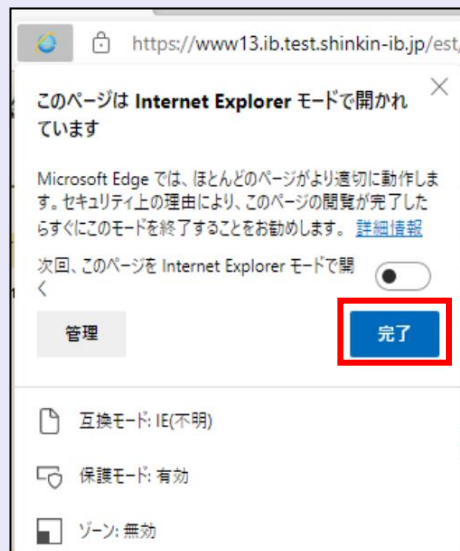 https://www13.ib.test.shinkin-ib.jp/est/
このページは Internet Explorer モードで開かれ
ています
Microsoft Edge では、ほとんどのページがより適切に動作しま
す。セキュリティ上の理由により、このページの閲覧が完了した
らすぐにこのモードを終了することをお勧めします。 詳細情報
次回、このページを Internet Explorer モードで開
く
管理
完了
互換モード: IE(不明)
保護モード: 有効
ゾーン: 無効